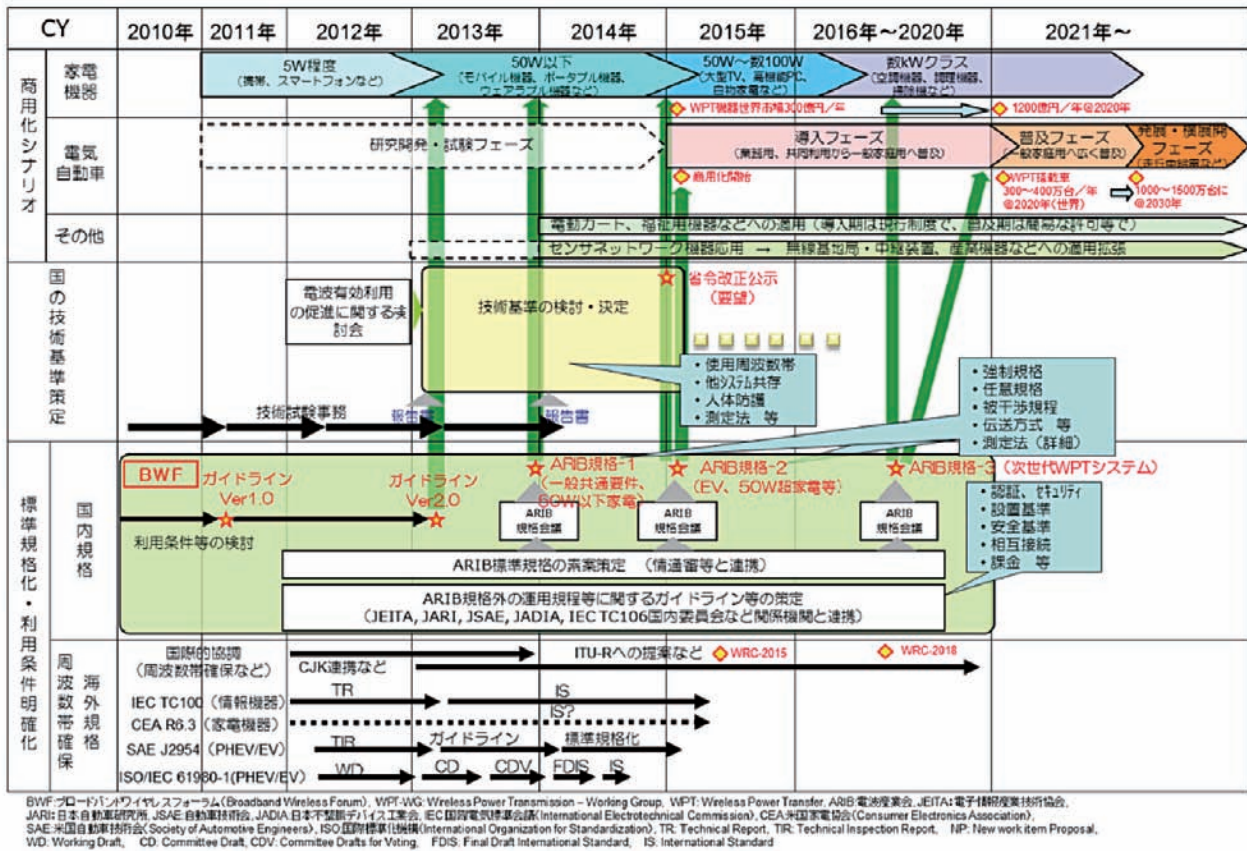 CY
2010年
2011年
2012年
2013年
2014年
2015年
2016年~2020年
2021年~
商用化シナリオ
家電
機器
5W程度
(携帯、スマートフォンなど)
50W以下
(モバイル機器、ポータブル機器、
ウェアラブル機器など)
50W~数100W
(大型TV、高機能PC、
白物家電など)
数kWクラス
(空調機器、調理機器、
掃除機など)
WPT機器世界市場300億円/年
1200億円/年@2020年
電気
自動車
研究開発・試験フェーズ
導入フェーズ
(業務用、共同利用から一般家庭用へ普及)
普及フェーズ
(一般家庭用へ広く普及)
発展・横展開
フェーズ
商用化開始
WPT搭載車
300~400万台/年
@2020年(世界)
1000~1500万台に
@2030年
その他
電動カート、福祉用機器などへの適用(導入期は現行制度で、普及期は簡易な許可等で)
センサネットワーク機器応用 → 無線基地局・中継装置、産業機器などへの適用拡張
国の技術基準策定
電波有効利用
の促進に関する検
討会
技術基準の検討・決定
省令改正公示
(要望)
・使用周波数帯
・他システム共存
・人体防護
・測定法 等
技術試験事務
報告書
報告書
・強制規格
・任意規格
・被干渉規程
・伝送方式 等
・測定法(詳細)
標準規格化・利用条件明確化
国内規格
BWF
ガイドライン
Ver1.0
ガイドライン
Ver2.0
ARIB規格-1
(一般共通要件、
50W以下家電)
ARIB規格-2
(EV、50W超家電等)
ARIB規格-3(次世代WPTシステム)
ARIB
規格会議
ARIB
規格会議
ARIB
規格会議
利用条件等の検討
・認証、セキュリティ
・設置基準
・安全基準
・相互接続
・課金 等
ARIB標準規格の素案策定 (情通審等と連携)
ARIB規格外の運用規程等に関するガイドライン等の策定
(JEITA, JARI, JSAE, JADIA, IEC TC106国内委員会など関係機関と連携)
周波数帯確保
海外規格
国際的協調
(周波数帯確保など)
CJK連携など
ITU-Rへの提案など
WRC-2015
WRC-2018
IEC TC100(情報機器)
TR
IS
CEA R6.3(家電機器)
IS?
SAE J2954(PHEV/EV)
TIR
ガイドライン
標準規格化
ISO/IEC 61980-1(PHEV/EV)
WD
CD
CDV
FDIS
IS
BWF:ブロードバンドワイヤレスフォーラム(Broadband Wireless Forum), WPT-WG: Wireless Power Transmission – Working Group, WPT: Wireless Power Transfer, ARIB:電波産業会, JEITA:電子情報産業技術協会,
JARI:日本自動車研究所, JSAE:自動車技術会, JADIA:日本不整脈デバイス工業会, IEC:国際電気標準会議(International Electrotechnical Commission), CEA:米国家電協会(Consumer Electronics Association),
SAE:米国自動車技術会(Society of Automotive Engineers), ISO:国際標準化機構(International Organization for Standardization), TR: Technical Report, TIR: Technical Inspection Report, NP: New work item Proposal,
WD: Working Draft, CD: Committee Draft, CDV: Committee Drafts for Voting, FDIS: Final Draft International Standard, IS: International Standard